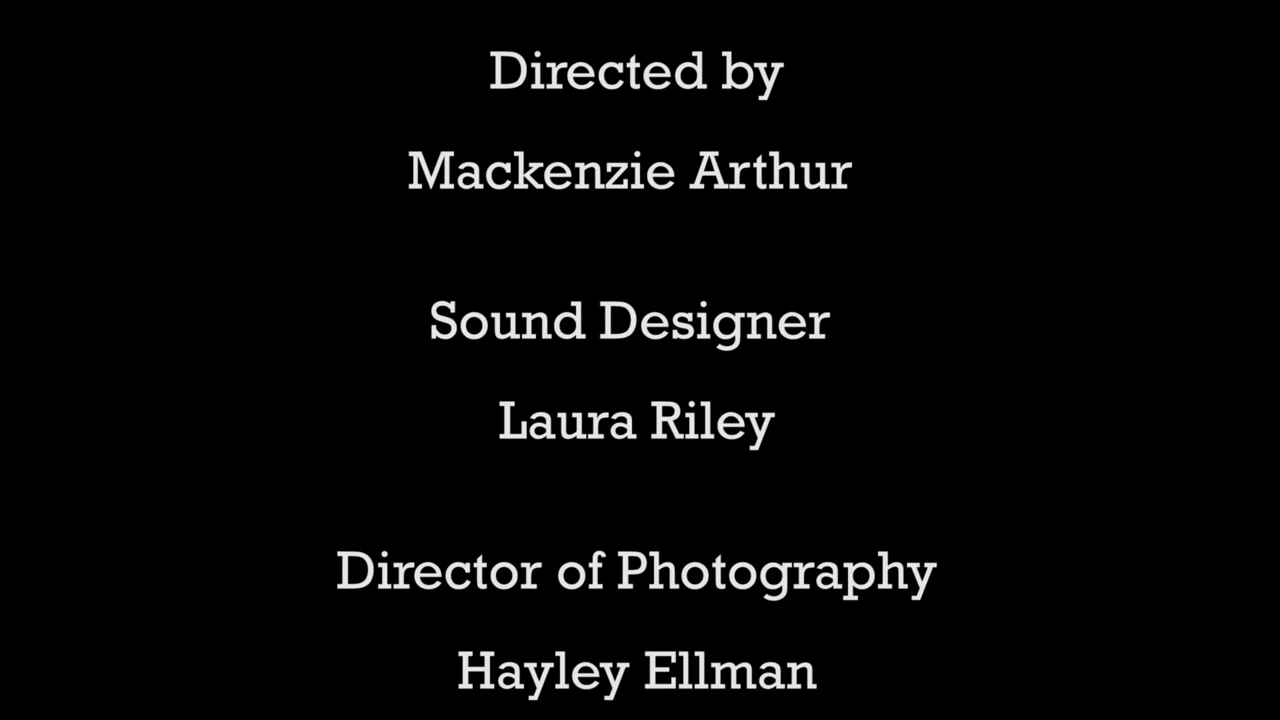 Directed by
Mackenzie Arthur
Sound Designer
Laura Riley
Director of Photography
Hayley Ellman